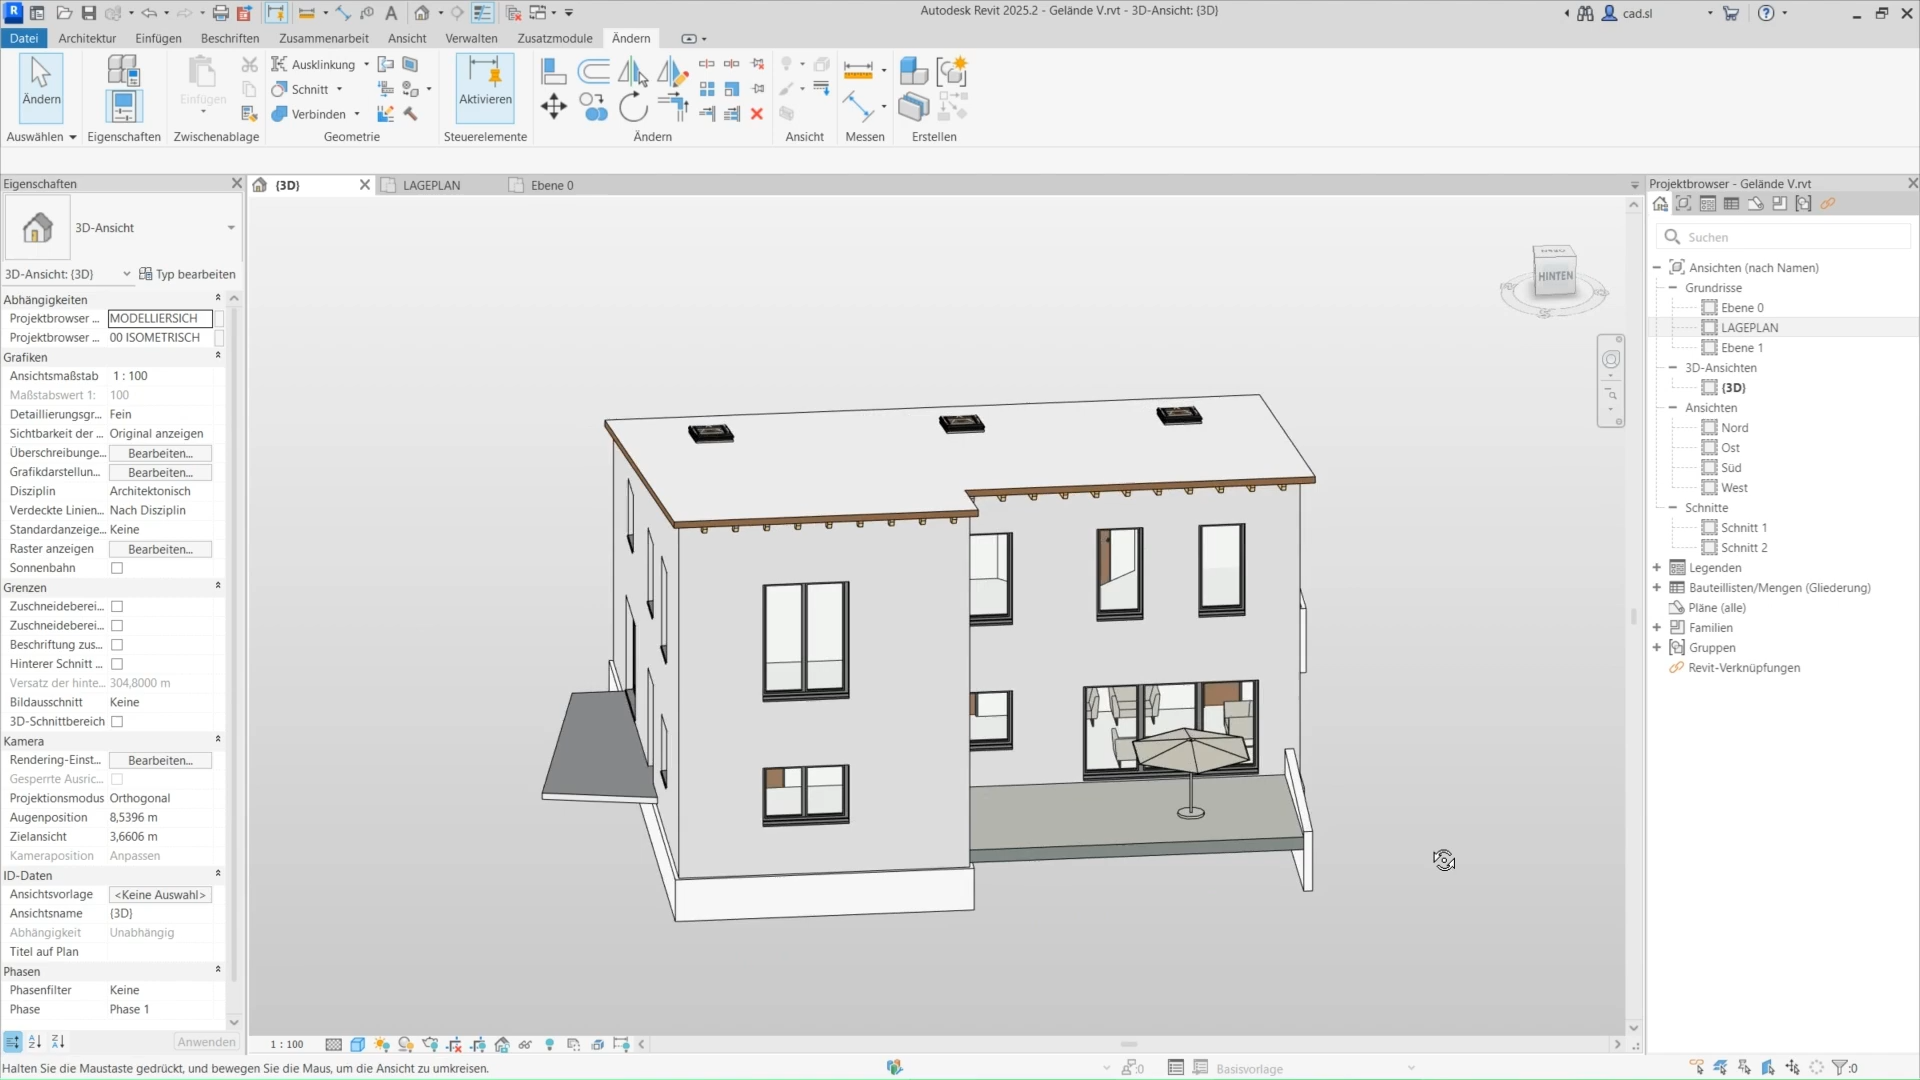 Autodesk Revit 2025.2 - Gelände V.rvt - 3D-Ansicht: {3D}
cad.sl
Datei
Architektur
Einfügen
Beschriften
Zusammenarbeit
Ansicht
Verwalten
Zusatzmodule
Ändern
Ändern
Einfügen
Ausklinkung
Schnitt
Verbinden
Aktivieren
Auswählen
Eigenschaften
Zwischenablage
Geometrie
Steuerelemente
Ändern
Ansicht
Messen
Erstellen
Eigenschaften
3D-Ansicht
3D-Ansicht: {3D}
Typ bearbeiten
Abhängigkeiten
Projektbrowser ... MODELLIERSICH
Projektbrowser ... 00 ISOMETRISCH
Grafiken
Ansichtsmaßstab 1 : 100
Maßstabswert 1: 100
Detaillierungsgr... Fein
Sichtbarkeit der ... Original anzeigen
Überschreibunge... Bearbeiten...
Grafikdarstellun... Bearbeiten...
Disziplin Architektonisch
Verdeckte Linien... Nach Disziplin
Standardanzeige... Keine
Raster anzeigen Bearbeiten...
Sonnenbahn
Grenzen
Zuschneideberei...
Zuschneideberei...
Beschriftung zus...
Hinterer Schnitt ...
Versatz der hinte... 304,8000 m
Bildausschnitt Keine
3D-Schnittbereich
Kamera
Rendering-Einst... Bearbeiten...
Gesperrte Ausric...
Projektionsmodus Orthogonal
Augenposition 8,5396 m
Zielansicht 3,6606 m
Kameraposition Anpassen
ID-Daten
Ansichtsvorlage <Keine Auswahl>
Ansichtsname {3D}
Abhängigkeit Unabhängig
Titel auf Plan
Phasen
Phasenfilter Keine
Phase Phase 1
Anwenden
{3D}
LAGEPLAN
Ebene 0
HINTEN
1 : 100
Projektbrowser - Gelände V.rvt
Suchen
Ansichten (nach Namen)
Grundrisse
Ebene 0
LAGEPLAN
Ebene 1
3D-Ansichten
{3D}
Ansichten
Nord
Ost
Süd
West
Schnitte
Schnitt 1
Schnitt 2
Legenden
Bauteillisten/Mengen (Gliederung)
Pläne (alle)
Familien
Gruppen
Revit-Verknüpfungen
Halten Sie die Maustaste gedrückt, und bewegen Sie die Maus, um die Ansicht zu umkreisen.
:0
Basisvorlage
:0